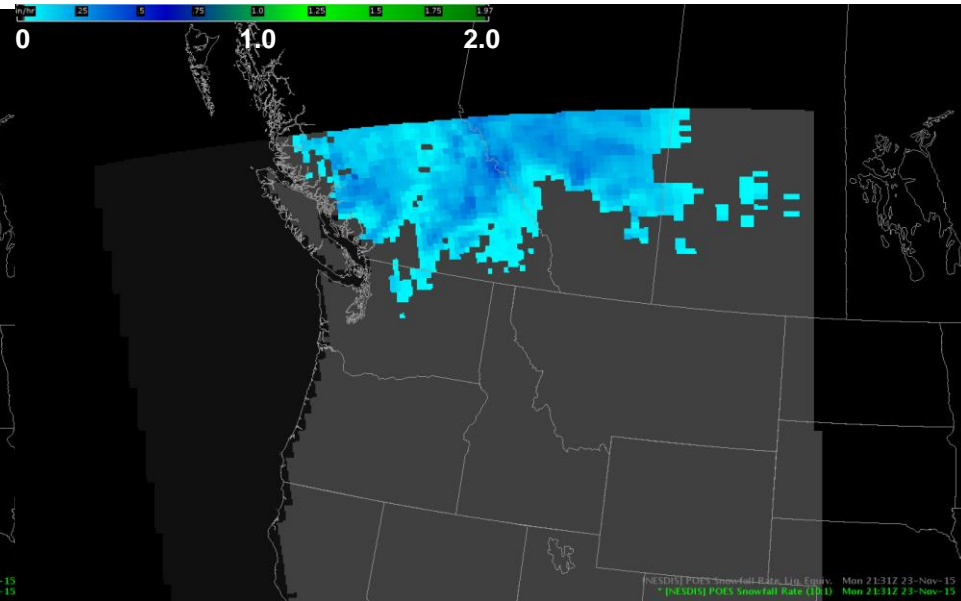 in/hr .25 .5 .75 1.0 1.25 1.5 1.75 1.97
0 1.0 2.0
[NESDIS] POES Snowfall Rate, Liq. Equiv. Mon 21:31Z 23-Nov-15
* [NESDIS] POES Snowfall Rate (10:1) Mon 21:31Z 23-Nov-15
-15
-15